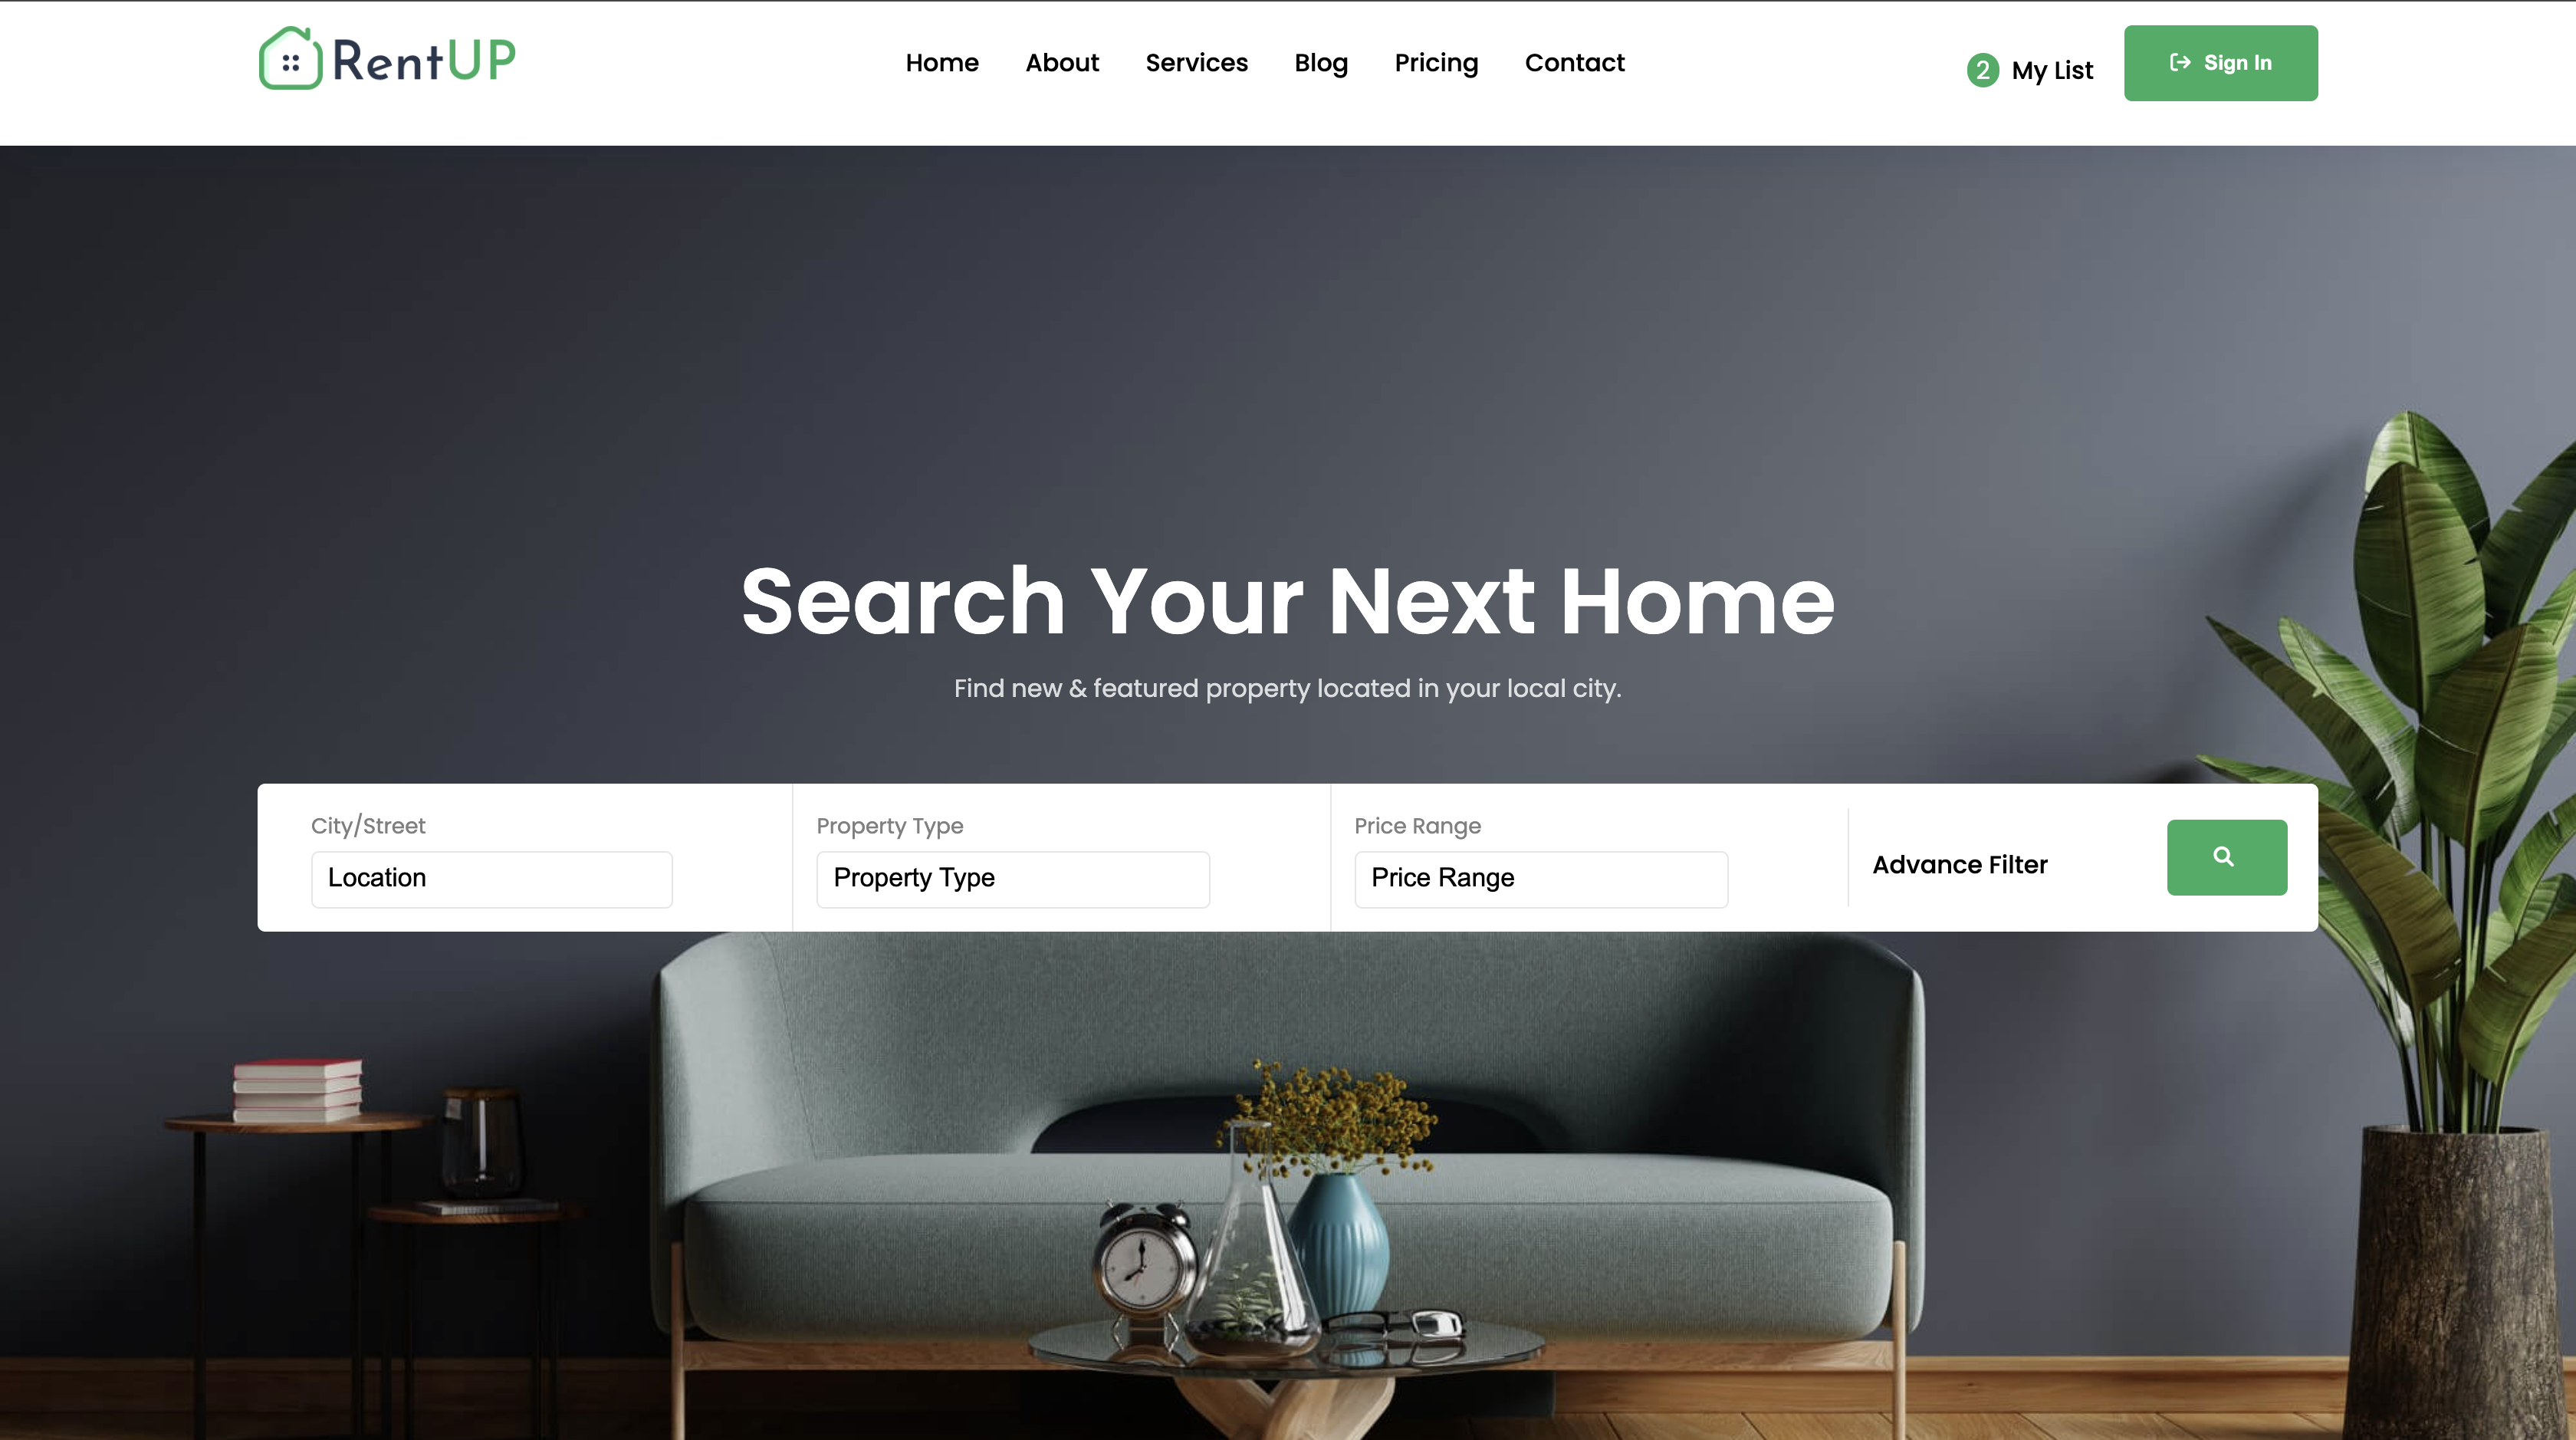 RentUP
Home About Services Blog Pricing Contact
2 My List
Sign In
Search Your Next Home
Find new & featured property located in your local city.
City/Street
Location
Property Type
Property Type
Price Range
Price Range
Advance Filter